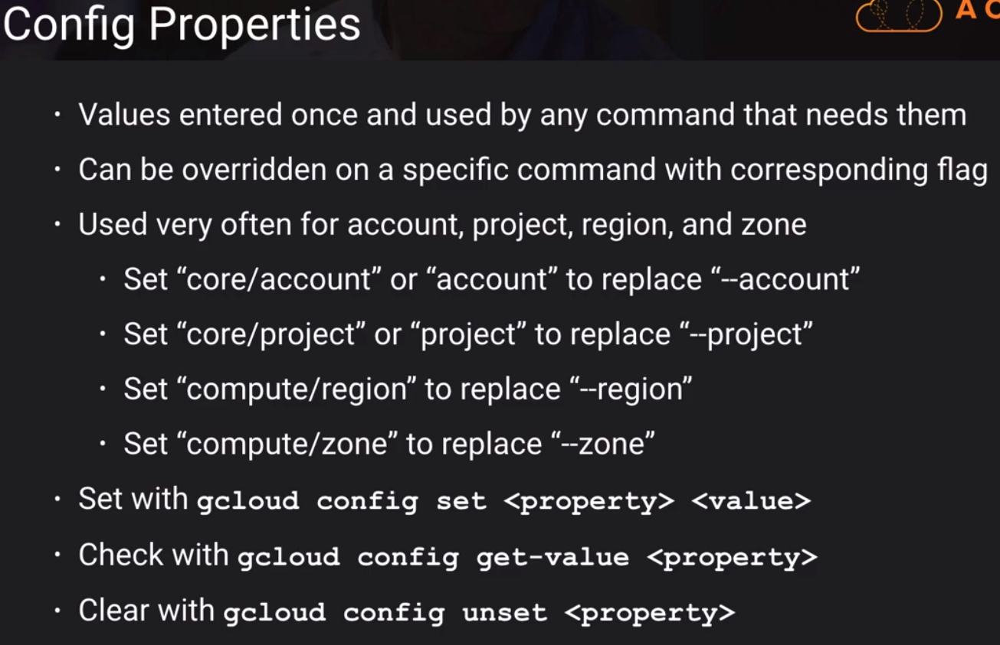 Config Properties
A C
· Values entered once and used by any command that needs them
· Can be overridden on a specific command with corresponding flag
· Used very often for account, project, region, and zone
· Set “core/account” or “account” to replace “--account”
· Set “core/project” or “project” to replace “--project”
· Set “compute/region” to replace “--region”
· Set “compute/zone” to replace “--zone”
· Set with gcloud config set <property> <value>
· Check with gcloud config get-value <property>
· Clear with gcloud config unset <property>